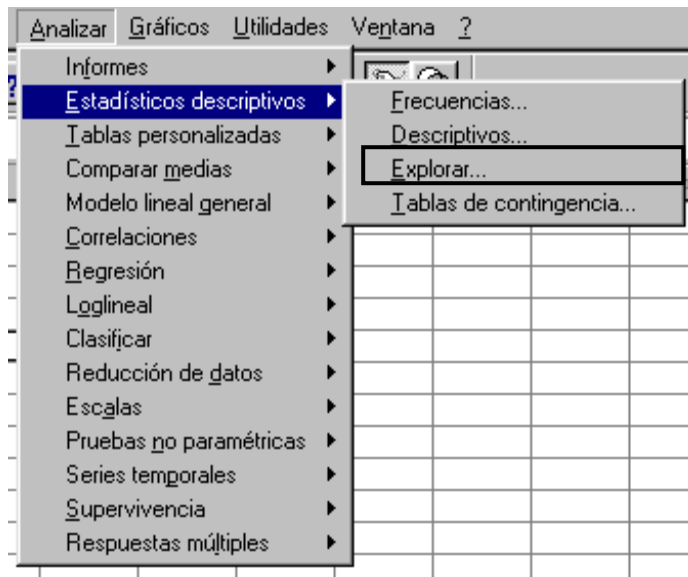 Analizar Gráficos Utilidades Ventana ?
Informes
Estadísticos descriptivos
Tablas personalizadas
Comparar medias
Modelo lineal general
Correlaciones
Regresión
Loglineal
Clasificar
Reducción de datos
Escalas
Pruebas no paramétricas
Series temporales
Supervivencia
Respuestas múltiples
Frecuencias...
Descriptivos...
Explorar...
Tablas de contingencia...